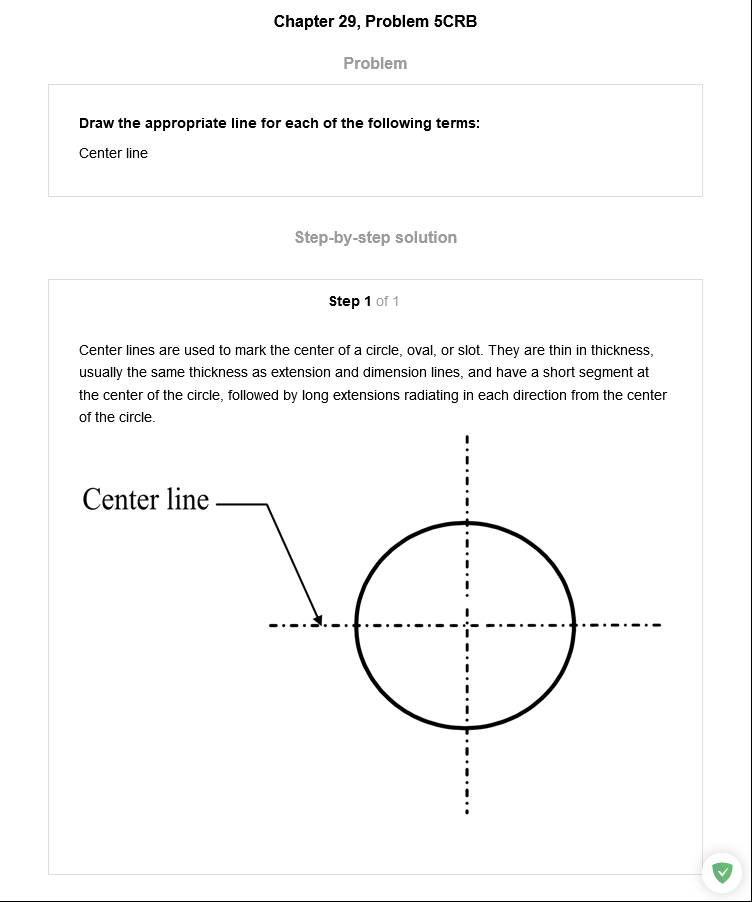 Chapter 29, Problem 5CRB
Problem
Draw the appropriate line for each of the following terms:
Center line
Step-by-step solution
Step 1 of 1
Center lines are used to mark the center of a circle, oval, or slot. They are thin in thickness,
usually the same thickness as extension and dimension lines, and have a short segment at
the center of the circle, followed by long extensions radiating in each direction from the center
of the circle.
Center line